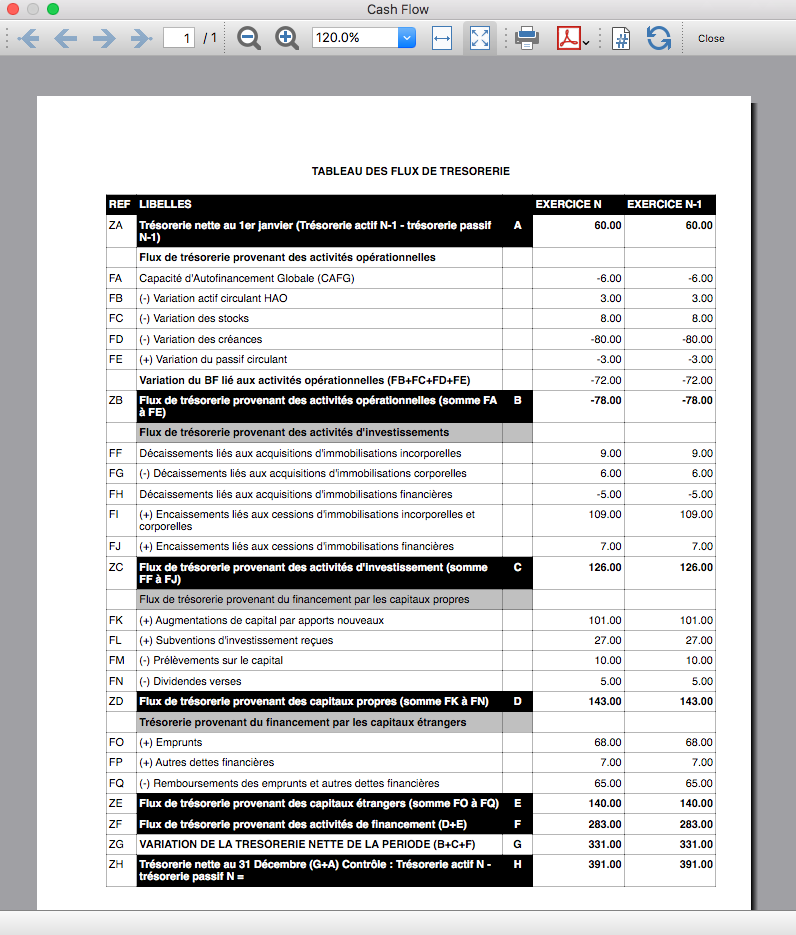 Cash Flow
1 / 1 120.0% Close
TABLEAU DES FLUX DE TRESORERIE
REF LIBELLES EXERCICE N EXERCICE N-1
ZA Trésorerie nette au 1er janvier (Trésorerie actif N-1 - trésorerie passif A 60.00 60.00
N-1)
Flux de trésorerie provenant des activités opérationnelles
FA Capacité d'Autofinancement Globale (CAFG) -6.00 -6.00
FB (-) Variation actif circulant HAO 3.00 3.00
FC (-) Variation des stocks 8.00 8.00
FD (-) Variation des créances -80.00 -80.00
FE (+) Variation du passif circulant -3.00 -3.00
Variation du BF lié aux activités opérationnelles (FB+FC+FD+FE) -72.00 -72.00
ZB Flux de trésorerie provenant des activités opérationnelles (somme FA B -78.00 -78.00
à FE)
Flux de trésorerie provenant des activités d'investissements
FF Décaissements liés aux acquisitions d'immobilisations incorporelles 9.00 9.00
FG (-) Décaissements liés aux acquisitions d'immobilisations corporelles 6.00 6.00
FH Décaissements liés aux acquisitions d'immobilisations financières -5.00 -5.00
FI (+) Encaissements liés aux cessions d'immobilisations incorporelles et 109.00 109.00
corporelles
FJ (+) Encaissements liés aux cessions d'immobilisations financières 7.00 7.00
ZC Flux de trésorerie provenant des activités d'investissement (somme C 126.00 126.00
FF à FJ)
Flux de trésorerie provenant du financement par les capitaux propres
FK (+) Augmentations de capital par apports nouveaux 101.00 101.00
FL (+) Subventions d'investissement reçues 27.00 27.00
FM (-) Prélèvements sur le capital 10.00 10.00
FN (-) Dividendes verses 5.00 5.00
ZD Flux de trésorerie provenant des capitaux propres (somme FK à FN) D 143.00 143.00
Trésorerie provenant du financement par les capitaux étrangers
FO (+) Emprunts 68.00 68.00
FP (+) Autres dettes financières 7.00 7.00
FQ (-) Remboursements des emprunts et autres dettes financières 65.00 65.00
ZE Flux de trésorerie provenant des capitaux étrangers (somme FO à FQ) E 140.00 140.00
ZF Flux de trésorerie provenant des activités de financement (D+E) F 283.00 283.00
ZG VARIATION DE LA TRESORERIE NETTE DE LA PERIODE (B+C+F) G 331.00 331.00
ZH Trésorerie nette au 31 Décembre (G+A) Contrôle : Trésorerie actif N - H 391.00 391.00
trésorerie passif N =